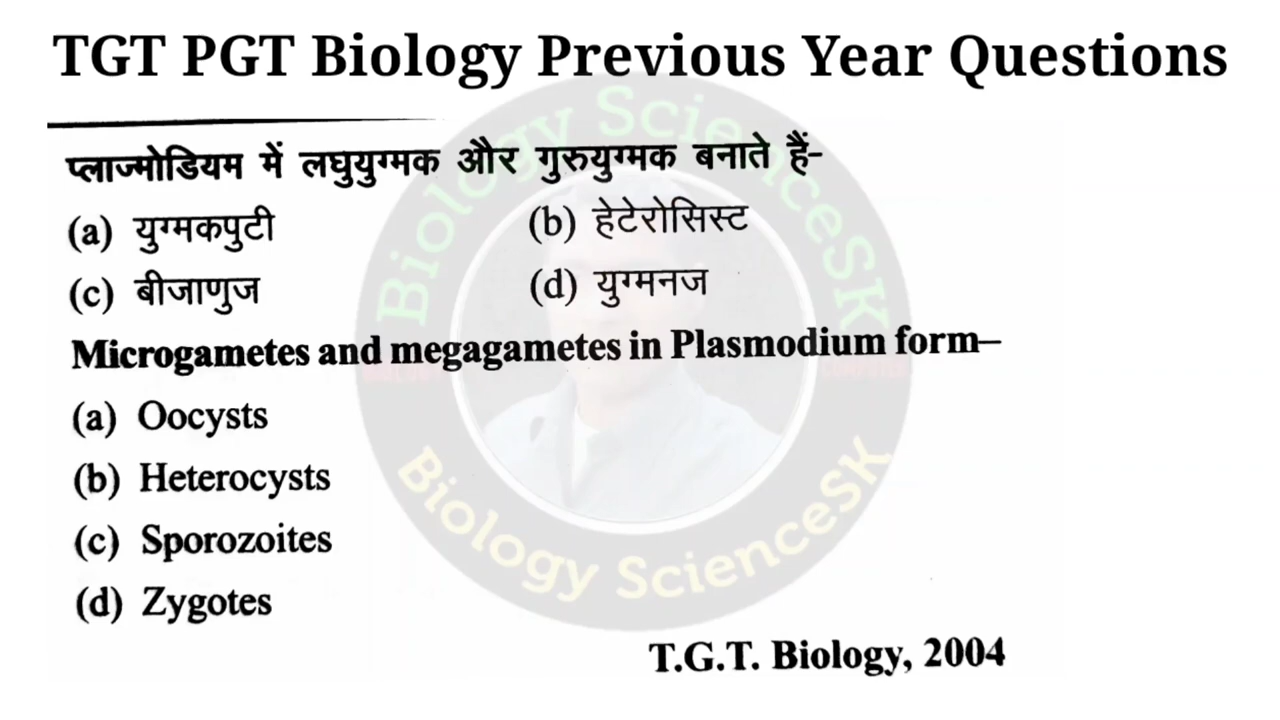 TGT PGT Biology Previous Year Questions
प्लाज्मोडियम में लघुयुग्मक और गुरुयुग्मक बनाते हैं-
(a) युग्मकपुटी (b) हेटेरोसिस्ट
(c) बीजाणुज (d) युग्मनज
Microgametes and megagametes in Plasmodium form–
(a) Oocysts
(b) Heterocysts
(c) Sporozoites
(d) Zygotes
T.G.T. Biology, 2004
Biology ScienceSK
Biology ScienceSK